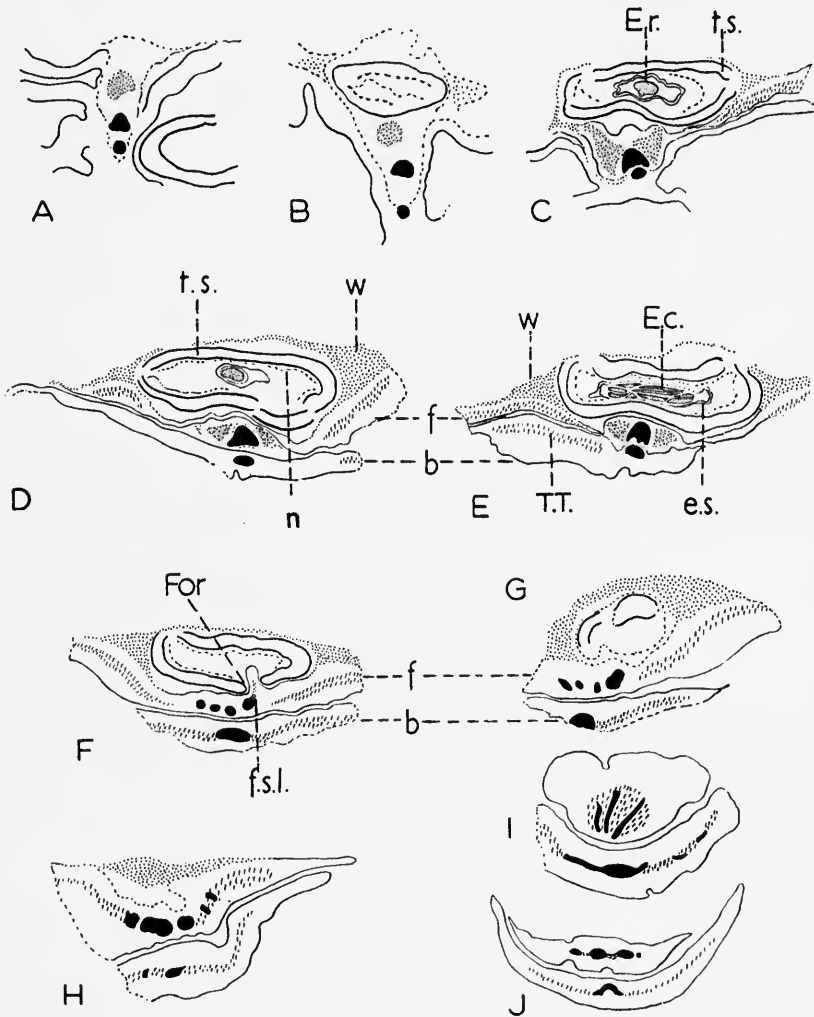 E.r. t.s.
A B C
t.s. w w E.c.
f
b
D n E T.T. e.s.
For G
f
b
F f.s.l.
I
H J